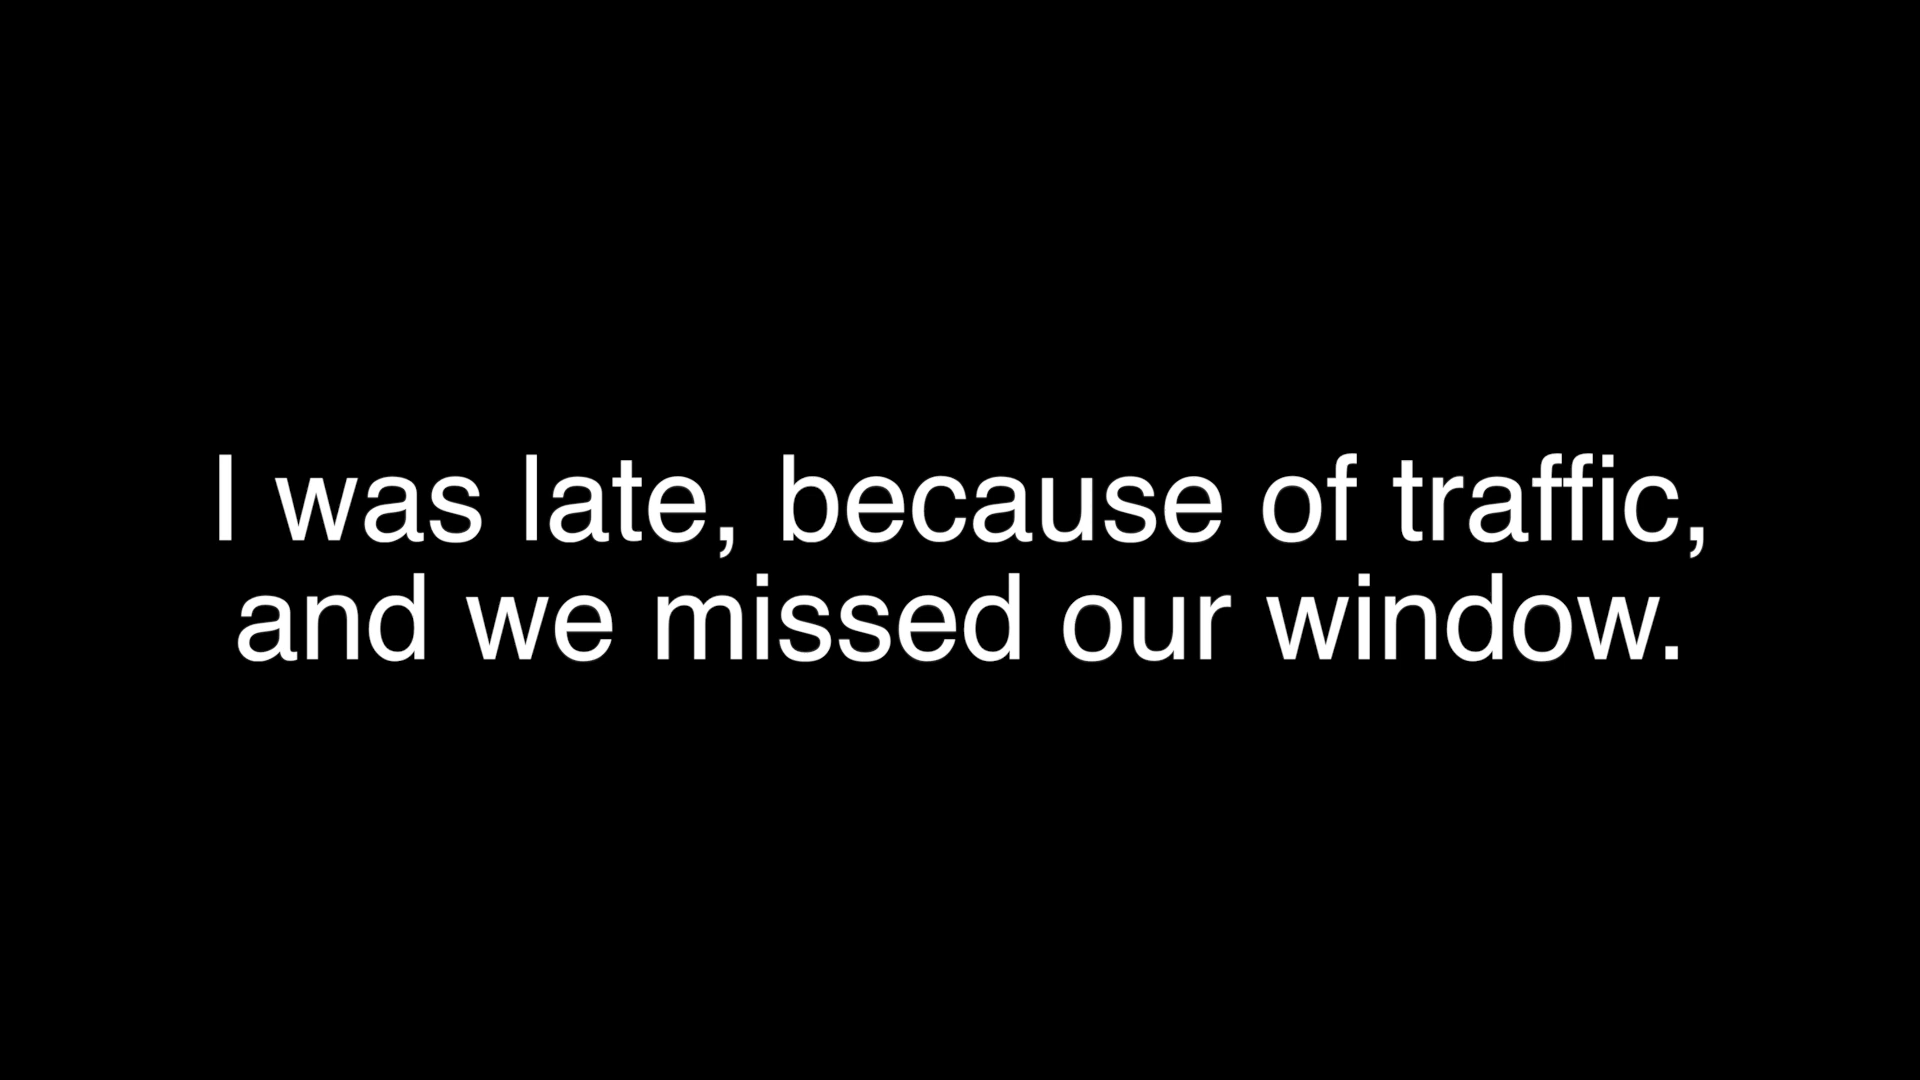 I was late, because of traffic,
and we missed our window.